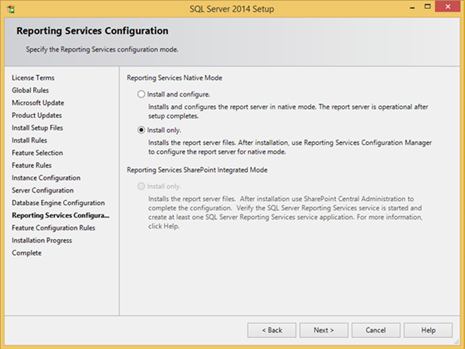 SQL Server 2014 Setup
Reporting Services Configuration
Specify the Reporting Services configuration mode.
License Terms
Global Rules
Microsoft Update
Product Updates
Install Setup Files
Install Rules
Feature Selection
Feature Rules
Instance Configuration
Server Configuration
Database Engine Configuration
Reporting Services Configura...
Feature Configuration Rules
Installation Progress
Complete
Reporting Services Native Mode
Install and configure.
Installs and configures the report server in native mode. The report server is operational after
setup completes.
Install only.
Installs the report server files. After installation, use Reporting Services Configuration Manager
to configure the report server for native mode.
Reporting Services SharePoint Integrated Mode
Install only.
Installs the report server files. After installation use SharePoint Central Administration to
complete the configuration. Verify the SQL Server Reporting Services service is started and
create at least one SQL Server Reporting Services service application. For more information,
click Help.
< Back
Next >
Cancel
Help